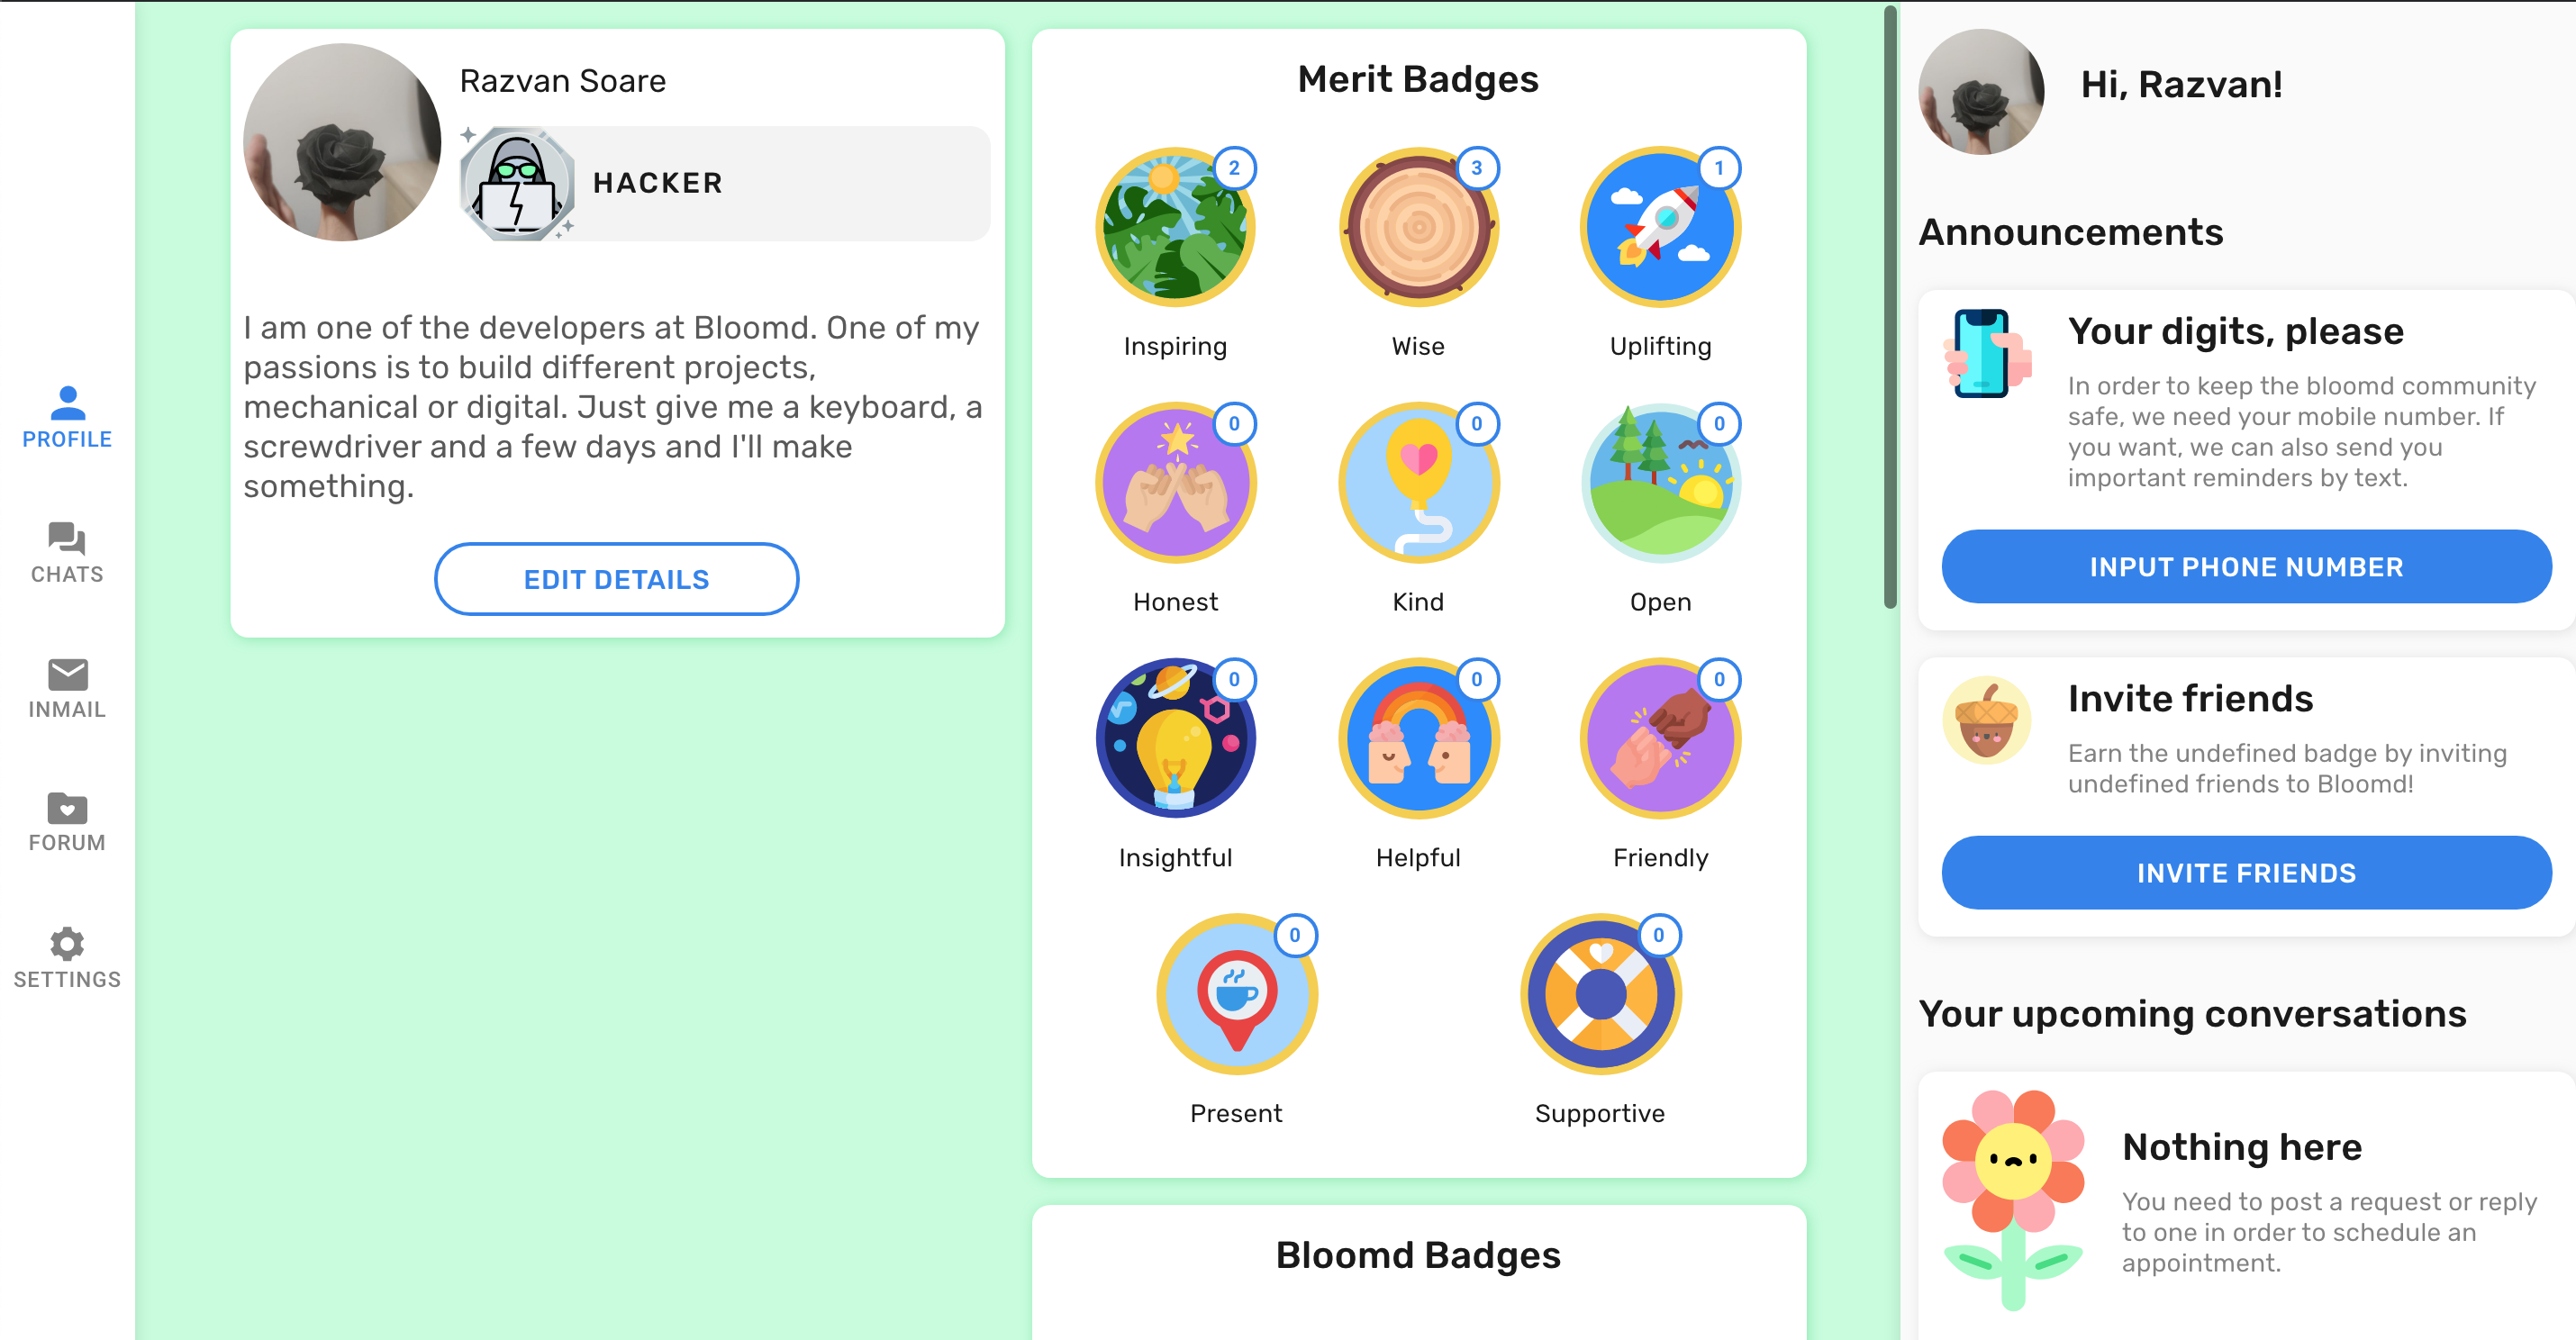 PROFILE
CHATS
INMAIL
FORUM
SETTINGS
Razvan Soare
HACKER
I am one of the developers at Bloomd. One of my
passions is to build different projects,
mechanical or digital. Just give me a keyboard, a
screwdriver and a few days and I'll make
something.
EDIT DETAILS
Merit Badges
2
3
1
Inspiring
Wise
Uplifting
0
0
0
Honest
Kind
Open
0
0
0
Insightful
Helpful
Friendly
0
0
Present
Supportive
Bloomd Badges
Hi, Razvan!
Announcements
Your digits, please
In order to keep the bloomd community
safe, we need your mobile number. If
you want, we can also send you
important reminders by text.
INPUT PHONE NUMBER
Invite friends
Earn the undefined badge by inviting
undefined friends to Bloomd!
INVITE FRIENDS
Your upcoming conversations
Nothing here
You need to post a request or reply
to one in order to schedule an
appointment.